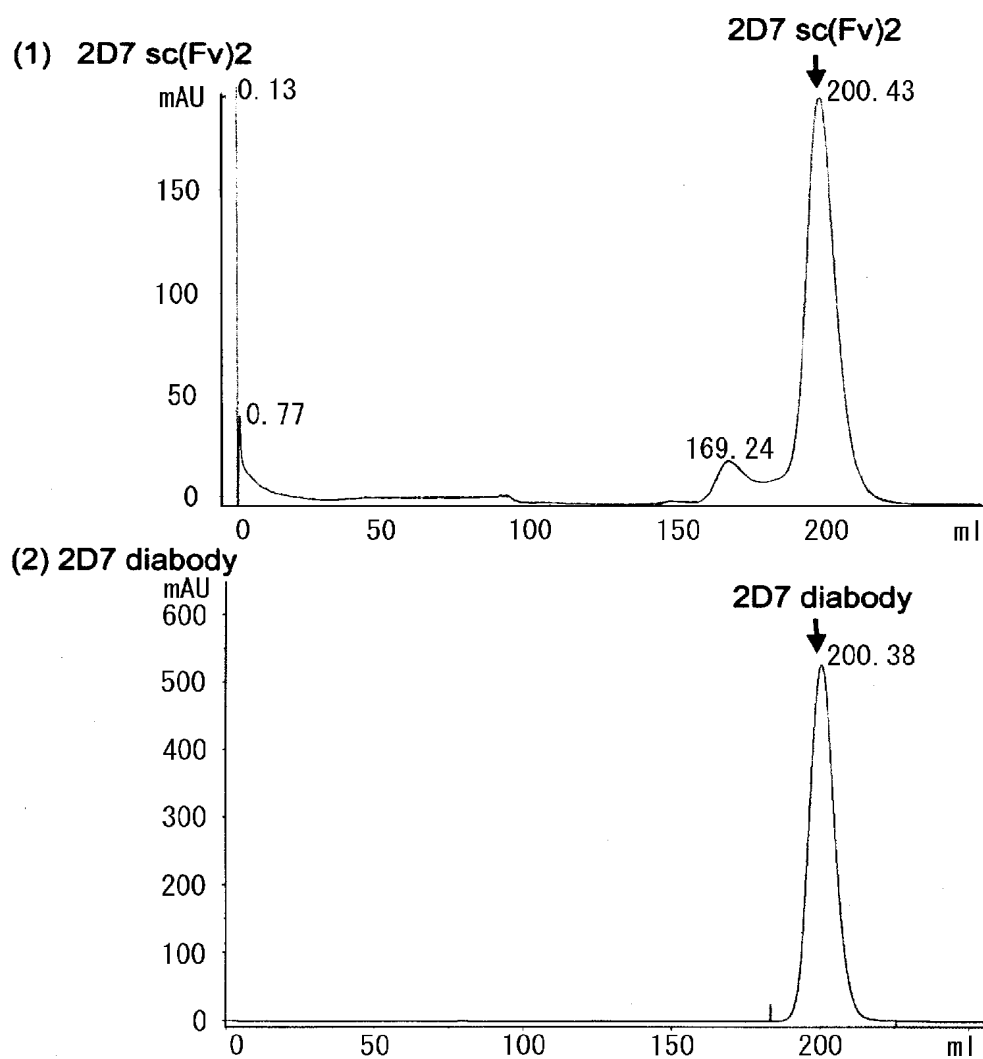 (1) 2D7 sc(Fv)2
2D7 sc(Fv)2
mAU
0.13
200.43
150
100
50
0.77
169.24
0
0 50 100 150 200 ml
(2) 2D7 diabody
mAU
2D7 diabody
600
200.38
500
400
300
200
100
0
0 50 100 150 200 ml